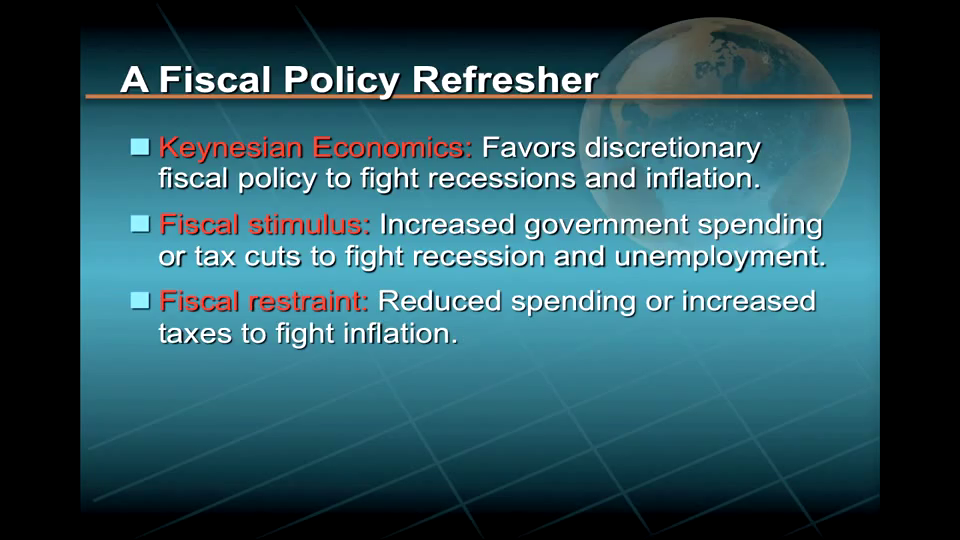 A Fiscal Policy Refresher
Keynesian Economics: Favors discretionary
fiscal policy to fight recessions and inflation.
Fiscal stimulus: Increased government spending
or tax cuts to fight recession and unemployment.
Fiscal restraint: Reduced spending or increased
taxes to fight inflation.